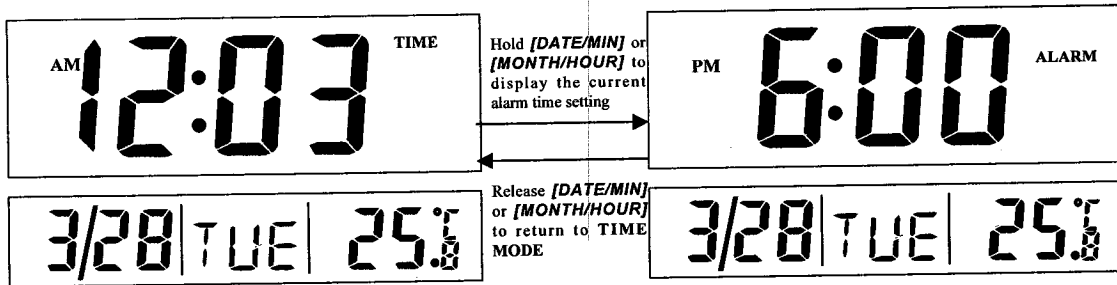 AM 12:03 TIME
Hold [DATE/MIN] or
[MONTH/HOUR] to
display the current
alarm time setting
PM 6:00 ALARM
3/28 TUE 25.8°C
Release [DATE/MIN]
or [MONTH/HOUR]
to return to TIME
MODE
3/28 TUE 25.8°C